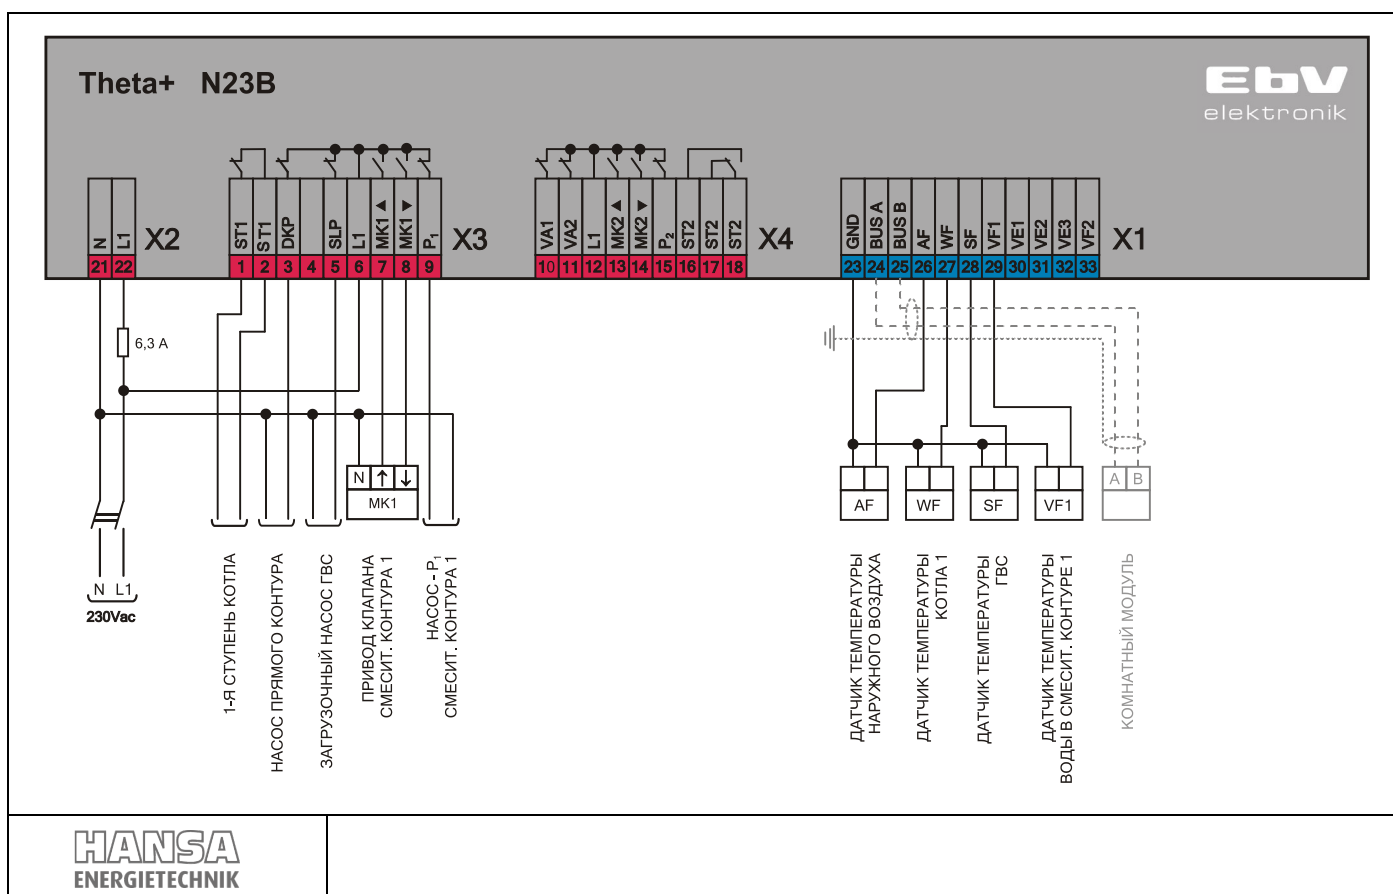 Theta+ N23B
EbV
elektronik
N L1 X2
21 22
ST1 ST1 DKP SLP L1 MK1 ▲ MK1 ▼ P1 X3
1 2 3 4 5 6 7 8 9
VA1 VA2 L1 MK2 ▲ MK2 ▼ P2 ST2 ST2 ST2 X4
10 11 12 13 14 15 16 17 18
GND BUS A BUS B AF WF SF VF1 VE1 VE2 VE3 VF2 X1
23 24 25 26 27 28 29 30 31 32 33
6,3 A
N ↑ ↓
MK1
A B
AF WF SF VF1
N L1
230Vac
1-Я СТУПЕНЬ КОТЛА
НАСОС ПРЯМОГО КОНТУРА
ЗАГРУЗОЧНЫЙ НАСОС ГВС
ПРИВОД КЛАПАНА
СМЕСИТ. КОНТУРА 1
НАСОС - P1
СМЕСИТ. КОНТУРА 1
ДАТЧИК ТЕМПЕРАТУРЫ
НАРУЖНОГО ВОЗДУХА
ДАТЧИК ТЕМПЕРАТУРЫ
КОТЛА 1
ДАТЧИК ТЕМПЕРАТУРЫ
ГВС
ДАТЧИК ТЕМПЕРАТУРЫ
ВОДЫ В СМЕСИТ. КОНТУРЕ 1
КОМНАТНЫЙ МОДУЛЬ
HANSA
ENERGIETECHNIK